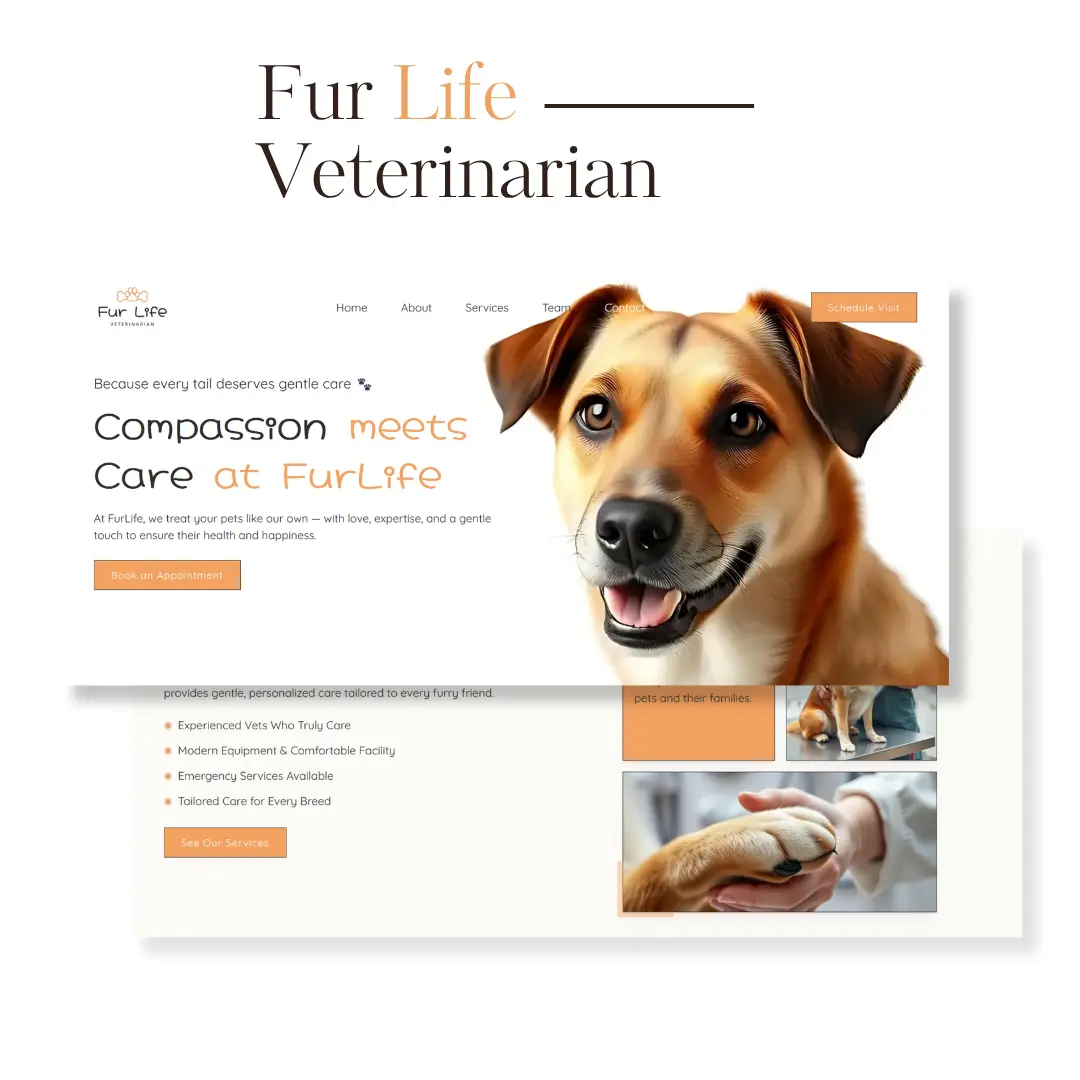 Fur Life
Veterinarian
Fur Life
VETERINARIAN
Home About Services Team Contact
Schedule Visit
Because every tail deserves gentle care
Compassion meets
Care at FurLife
At FurLife, we treat your pets like our own — with love, expertise, and a gentle
touch to ensure their health and happiness.
Book an Appointment
provides gentle, personalized care tailored to every furry friend.
Experienced Vets Who Truly Care
Modern Equipment & Comfortable Facility
Emergency Services Available
Tailored Care for Every Breed
See Our Services
pets and their families.